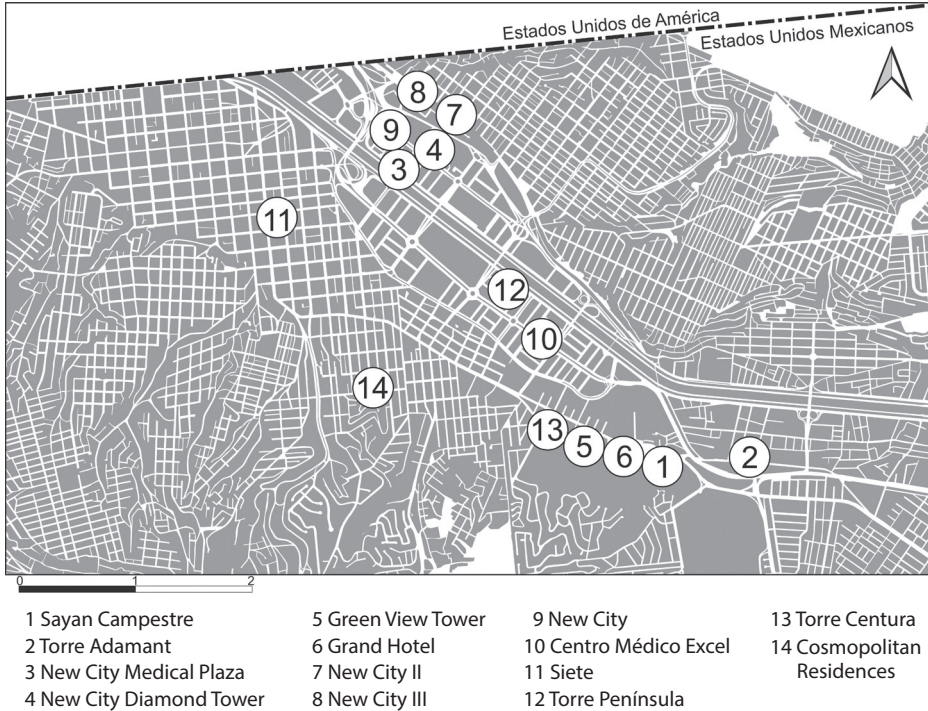 Estados Unidos de América
Estados Unidos Mexicanos
8
7
9
4
3
11
12
10
14
13
5
6
1
2
0 1 2
1 Sayan Campestre
2 Torre Adamant
3 New City Medical Plaza
4 New City Diamond Tower
5 Green View Tower
6 Grand Hotel
7 New City II
8 New City III
9 New City
10 Centro Médico Excel
11 Siete
12 Torre Península
13 Torre Centura
14 Cosmopolitan
Residences